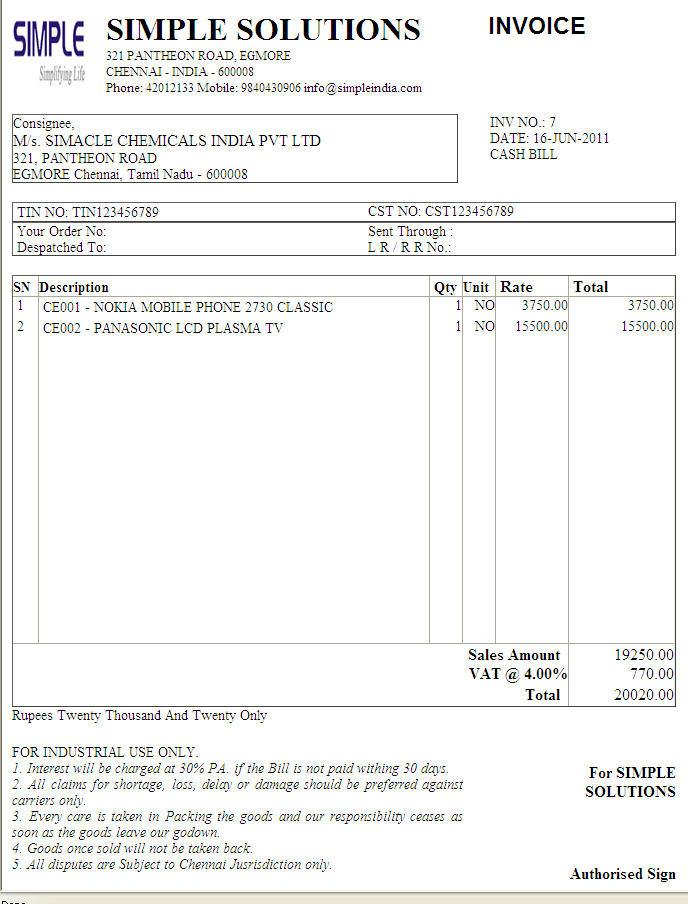 SIMPLE
Simplifying Life
SIMPLE SOLUTIONS
321 PANTHEON ROAD, EGMORE
CHENNAI - INDIA - 600008
Phone: 42012133 Mobile: 9840430906 info@simpleindia.com
INVOICE
Consignee,
M/s. SIMACLE CHEMICALS INDIA PVT LTD
321, PANTHEON ROAD
EGMORE Chennai, Tamil Nadu - 600008
INV NO.: 7
DATE: 16-JUN-2011
CASH BILL
TIN NO: TIN123456789 CST NO: CST123456789
Your Order No: Sent Through :
Despatched To: L R / R R No.:
SN Description Qty Unit Rate Total
1 CE001 - NOKIA MOBILE PHONE 2730 CLASSIC 1 NO 3750.00 3750.00
2 CE002 - PANASONIC LCD PLASMA TV 1 NO 15500.00 15500.00
Sales Amount 19250.00
VAT @ 4.00% 770.00
Total 20020.00
Rupees Twenty Thousand And Twenty Only
FOR INDUSTRIAL USE ONLY.
1. Interest will be charged at 30% PA. if the Bill is not paid withing 30 days.
2. All claims for shortage, loss, delay or damage should be preferred against
carriers only.
3. Every care is taken in Packing the goods and our responsibility ceases as
soon as the goods leave our godown.
4. Goods once sold will not be taken back.
5. All disputes are Subject to Chennai Jusrisdiction only.
For SIMPLE
SOLUTIONS
Authorised Sign